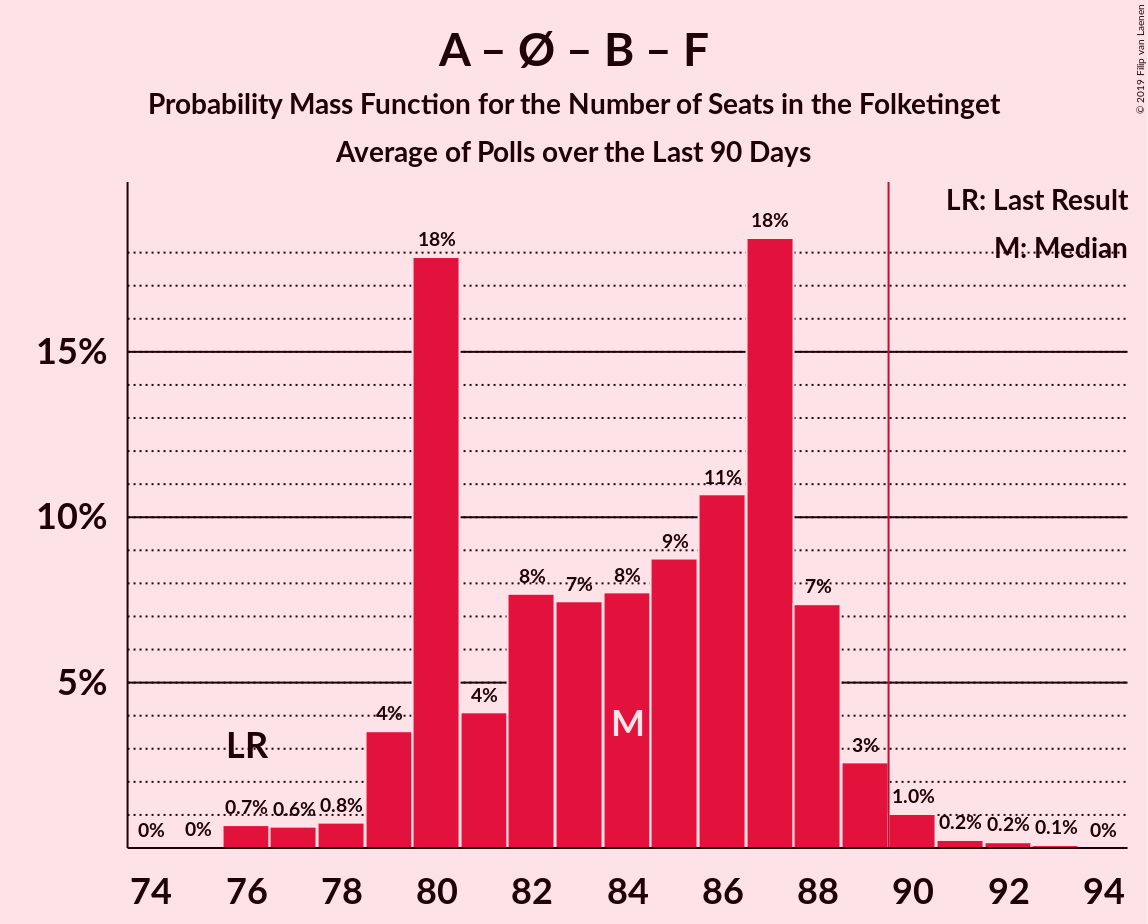 A – Ø – B – F
Probability Mass Function for the Number of Seats in the Folketinget
Average of Polls over the Last 90 Days
© 2019 Filip van Laenen
LR: Last Result
M: Median
15%
10%
5%
0%
0%
0.7%
0.6%
0.8%
4%
18%
4%
8%
7%
8%
9%
11%
18%
7%
3%
1.0%
0.2%
0.2%
0.1%
0%
LR
M
74 76 78 80 82 84 86 88 90 92 94